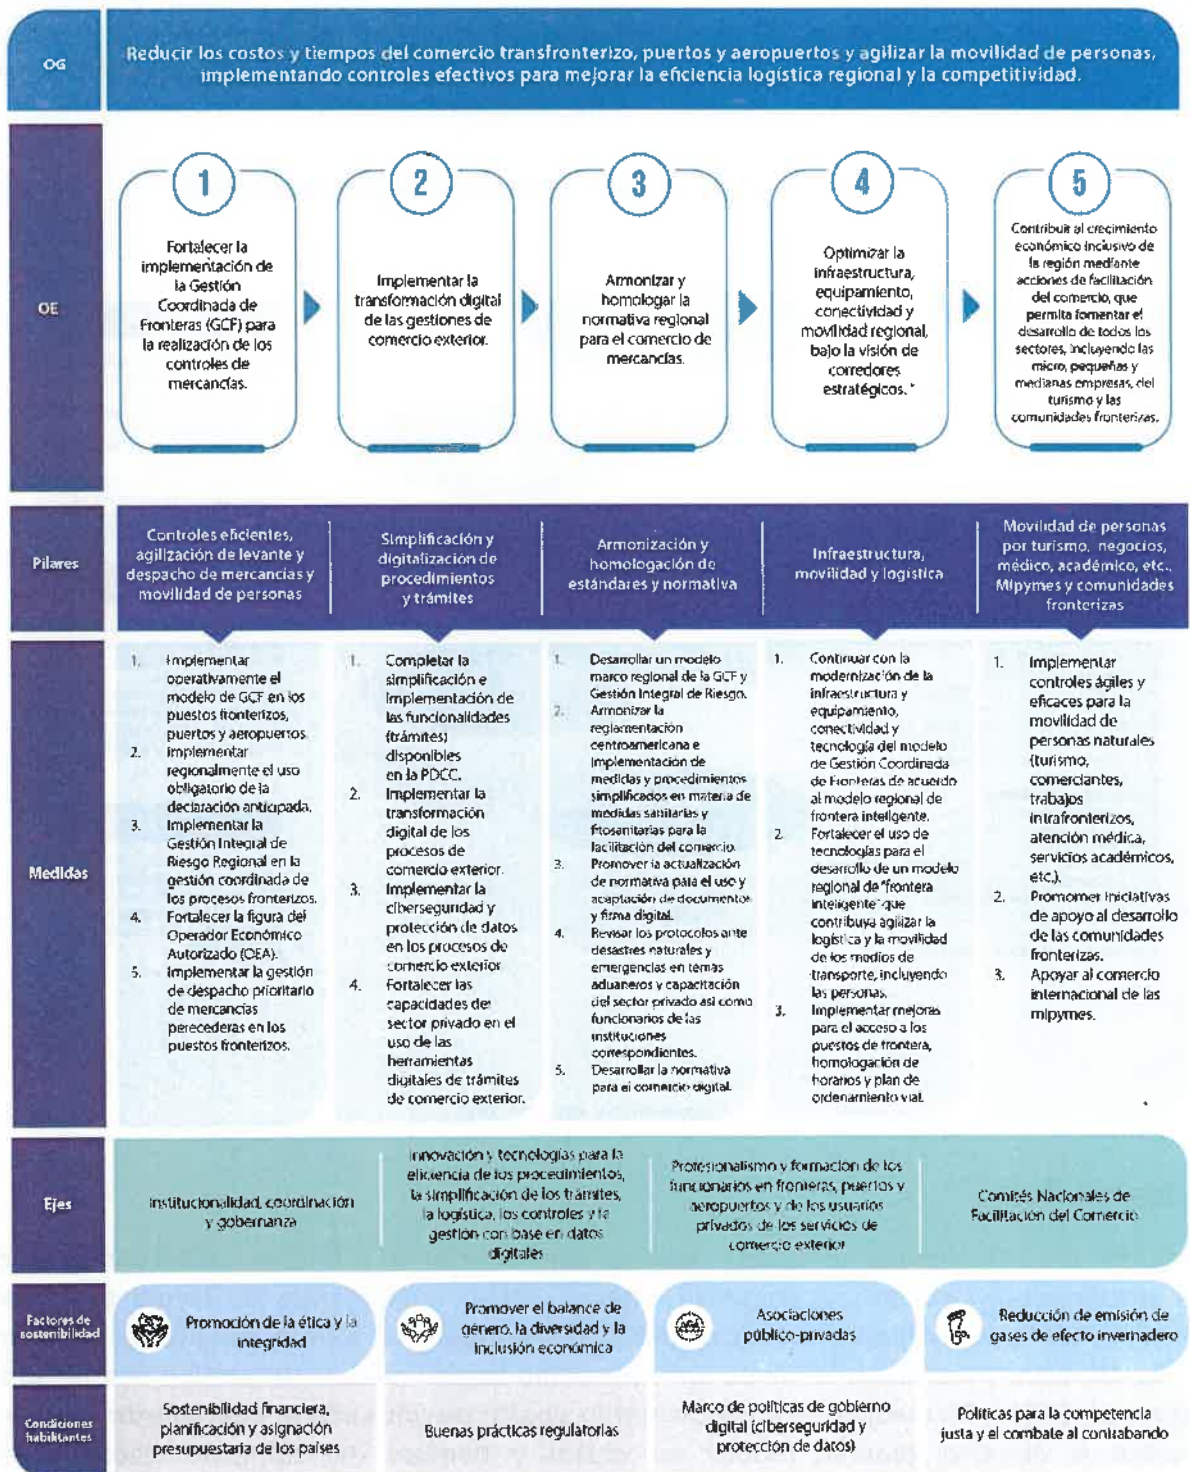 OG
Reducir los costos y tiempos del comercio transfronterizo, puertos y aeropuertos y agilizar la movilidad de personas,
implementando controles efectivos para mejorar la eficiencia logística regional y la competitividad.
OE
1
Fortalecer la
implementación de
la Gestión
Coordinada de
Fronteras (GCF) para
la realización de los
controles de
mercancías.
2
Implementar la
transformación digital
de las gestiones de
comercio exterior.
3
Armonizar y
homologar la
normativa regional
para el comercio de
mercancías.
4
Optimizar la
infraestructura,
equipamiento,
conectividad y
movilidad regional,
bajo la visión de
corredores
estratégicos. *
5
Contribuir al crecimiento
económico inclusivo de
la región mediante
acciones de facilitación
del comercio, que
permita fomentar el
desarrollo de todos los
sectores, incluyendo las
micro, pequeñas y
medianas empresas, del
turismo y las
comunidades fronterizas.
Pilares
Controles eficientes,
agilización de levante y
despacho de mercancías y
movilidad de personas
Simplificación y
digitalización de
procedimientos
y trámites
Armonización y
homologación de
estándares y normativa
Infraestructura,
movilidad y logística
Movilidad de personas
por turismo, negocios,
médico, académico, etc.,
Mipymes y comunidades
fronterizas
Medidas
1. Implementar
operativamente el
modelo de GCF en los
puestos fronterizos,
puertos y aeropuertos.
2. Implementar
regionalmente el uso
obligatorio de la
declaración anticipada.
3. Implementar la
Gestión Integral de
Riesgo Regional en la
gestión coordinada de
los procesos fronterizos.
4. Fortalecer la figura del
Operador Económico
Autorizado (OEA).
5. Implementar la gestión
de despacho prioritario
de mercancías
perecederas en los
puestos fronterizos.
1. Completar la
simplificación e
implementación de
las funcionalidades
(trámites)
disponibles
en la PDCC.
2. Implementar la
transformación
digital de los
procesos de
comercio exterior.
3. Implementar la
ciberseguridad y
protección de datos
en los procesos de
comercio exterior
4. Fortalecer las
capacidades del
sector privado en el
uso de las
herramientas
digitales de trámites
de comercio exterior.
1. Desarrollar un modelo
marco regional de la GCF y
Gestión Integral de Riesgo.
2. Armonizar la
reglamentación
centroamericana e
implementación de
medidas y procedimientos
simplificados en materia de
medidas sanitarias y
fitosanitarias para la
facilitación del comercio.
3. Promover la actualización
de normativa para el uso y
aceptación de documentos
y firma digital.
4. Revisar los protocolos ante
desastres naturales y
emergencias en temas
aduaneros y capacitación
del sector privado así como
funcionarios de las
instituciones
correspondientes.
5. Desarrollar la normativa
para el comercio digital.
1. Continuar con la
modernización de la
infraestructura y
equipamiento,
conectividad y
tecnología del modelo
de Gestión Coordinada
de Fronteras de acuerdo
al modelo regional de
frontera inteligente.
2. Fortalecer el uso de
tecnologías para el
desarrollo de un modelo
regional de "frontera
inteligente" que
contribuya agilizar la
logística y la movilidad
de los medios de
transporte, incluyendo
las personas.
3. Implementar mejoras
para el acceso a los
puestos de frontera,
homologación de
horarios y plan de
ordenamiento vial.
1. Implementar
controles ágiles y
eficaces para la
movilidad de
personas naturales
(turismo,
comerciantes,
trabajos
intrafronterizos,
atención médica,
servicios académicos,
etc.).
2. Promomer iniciativas
de apoyo al desarrollo
de las comunidades
fronterizas.
3. Apoyar al comercio
internacional de las
mipymes.
Ejes
Institucionalidad, coordinación
y gobernanza
Innovación y tecnologías para la
eficiencia de los procedimientos,
la simplificación de los trámites,
la logística, los controles y la
gestión con base en datos
digitales
Profesionalismo y formación de los
funcionarios en fronteras, puertos y
aeropuertos y de los usuarios
privados de los servicios de
comercio exterior
Comités Nacionales de
Facilitación del Comercio
Factores de
sostenibilidad
Promoción de la ética y la
integridad
Promover el balance de
género, la diversidad y la
inclusión económica
Asociaciones
público-privadas
Reducción de emisión de
gases de efecto invernadero
Condiciones
habilitantes
Sostenibilidad financiera,
planificación y asignación
presupuestaria de los países
Buenas prácticas regulatorias
Marco de políticas de gobierno
digital (ciberseguridad y
protección de datos)
Políticas para la competencia
justa y el combate al contrabando